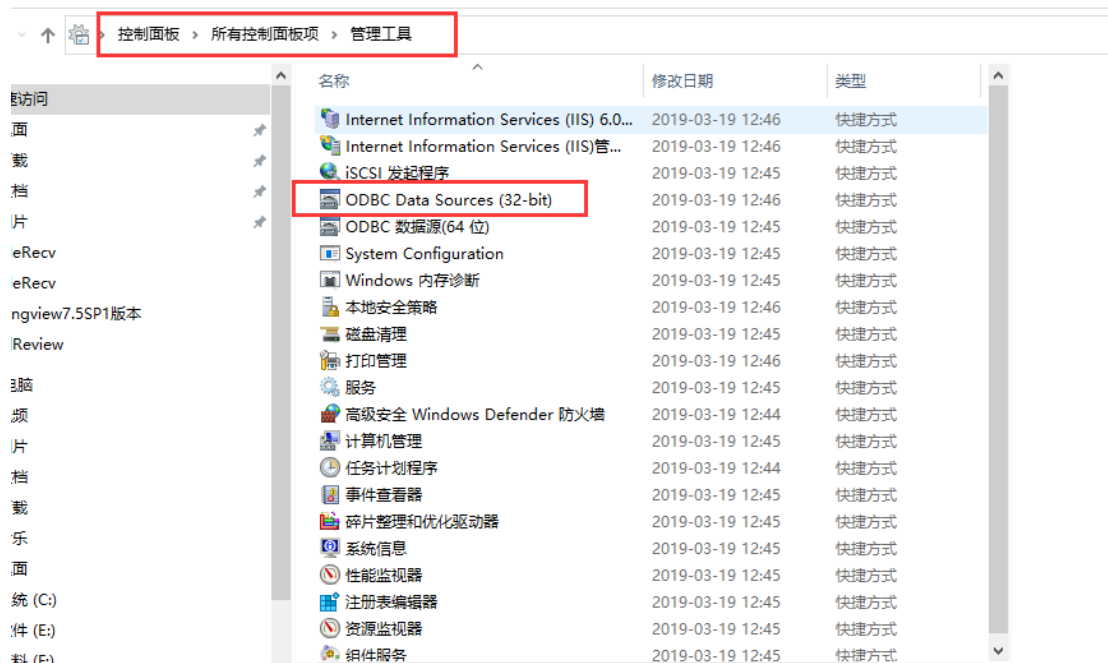 控制面板 › 所有控制面板项 › 管理工具
名称 修改日期 类型
访问
面
载
档
片
eRecv
eRecv
ngview7.5SP1版本
Review
电脑
频
片
档
载
乐
面
统 (C:)
件 (E:)
料 (F:)
Internet Information Services (IIS) 6.0... 2019-03-19 12:46 快捷方式
Internet Information Services (IIS)管... 2019-03-19 12:46 快捷方式
iSCSI 发起程序 2019-03-19 12:45 快捷方式
ODBC Data Sources (32-bit) 2019-03-19 12:46 快捷方式
ODBC 数据源(64 位) 2019-03-19 12:45 快捷方式
System Configuration 2019-03-19 12:45 快捷方式
Windows 内存诊断 2019-03-19 12:45 快捷方式
本地安全策略 2019-03-19 12:46 快捷方式
磁盘清理 2019-03-19 12:45 快捷方式
打印管理 2019-03-19 12:46 快捷方式
服务 2019-03-19 12:45 快捷方式
高级安全 Windows Defender 防火墙 2019-03-19 12:44 快捷方式
计算机管理 2019-03-19 12:45 快捷方式
任务计划程序 2019-03-19 12:44 快捷方式
事件查看器 2019-03-19 12:45 快捷方式
碎片整理和优化驱动器 2019-03-19 12:45 快捷方式
系统信息 2019-03-19 12:45 快捷方式
性能监视器 2019-03-19 12:45 快捷方式
注册表编辑器 2019-03-19 12:45 快捷方式
资源监视器 2019-03-19 12:45 快捷方式
组件服务 2019-03-19 12:45 快捷方式